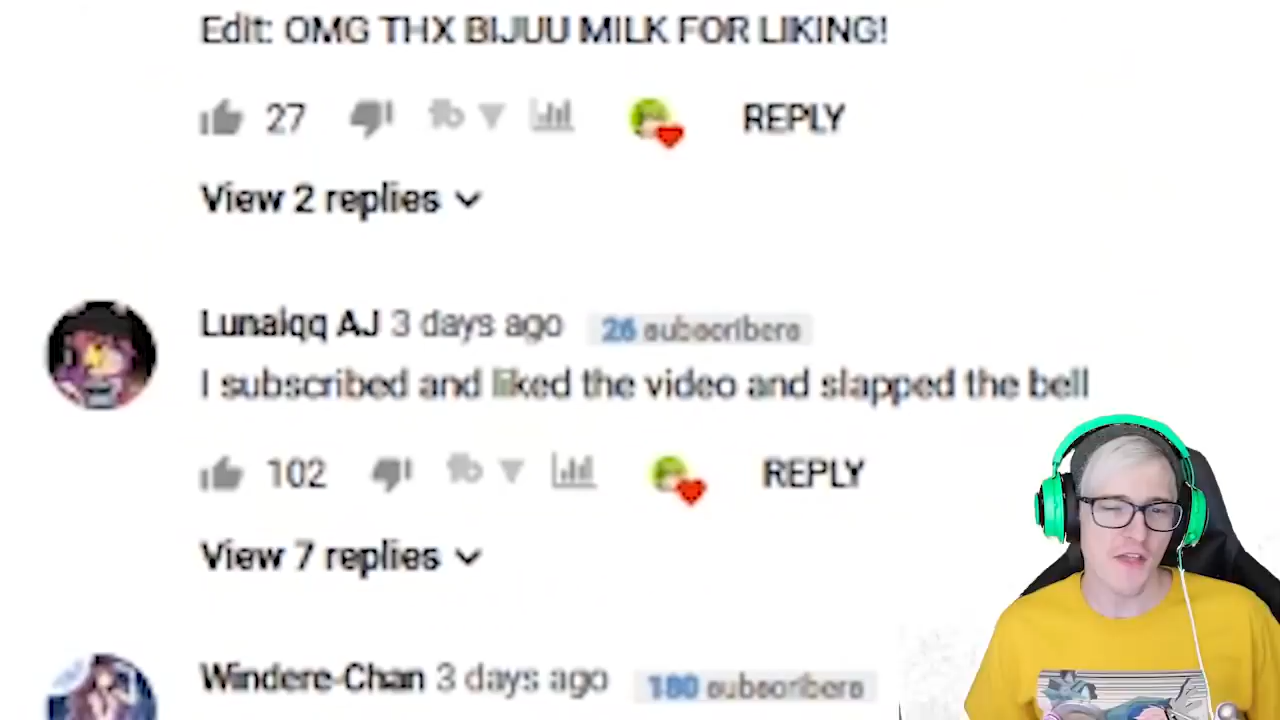 Edit: OMG THX BIJUU MILK FOR LIKING!
27 REPLY
View 2 replies
Lunaiqq AJ 3 days ago 26 subscribers
I subscribed and liked the video and slapped the bell
102 REPLY
View 7 replies
Windere-Chan 3 days ago 180 subscribers